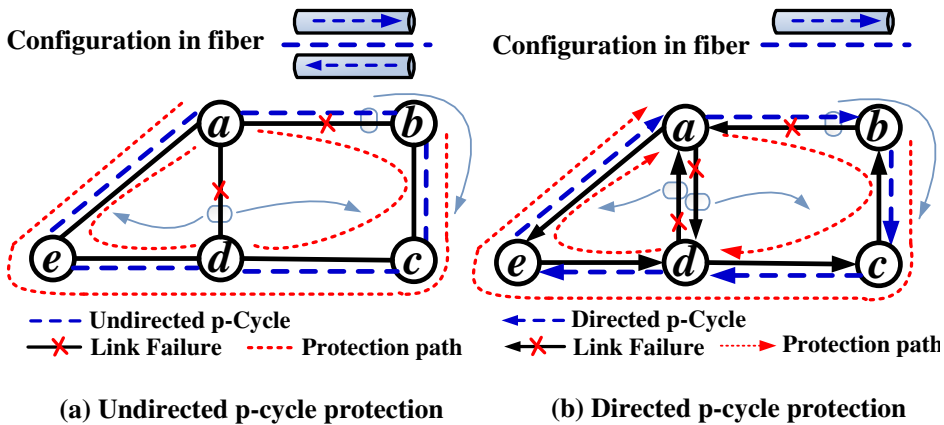 Configuration in fiber
a
b
e
d
c
Undirected p-Cycle
Link Failure
Protection path
(a) Undirected p-cycle protection
Configuration in fiber
a
b
e
d
c
Directed p-Cycle
Link Failure
Protection path
(b) Directed p-cycle protection